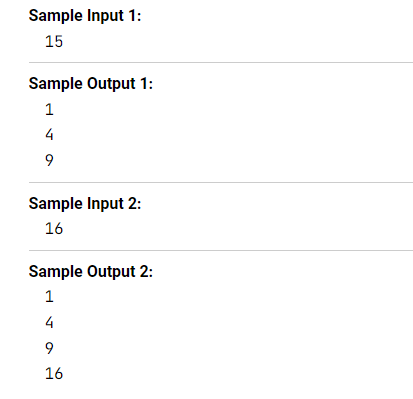 Sample Input 1:
15
Sample Output 1:
1
4
9
Sample Input 2:
16
Sample Output 2:
1
4
9
16